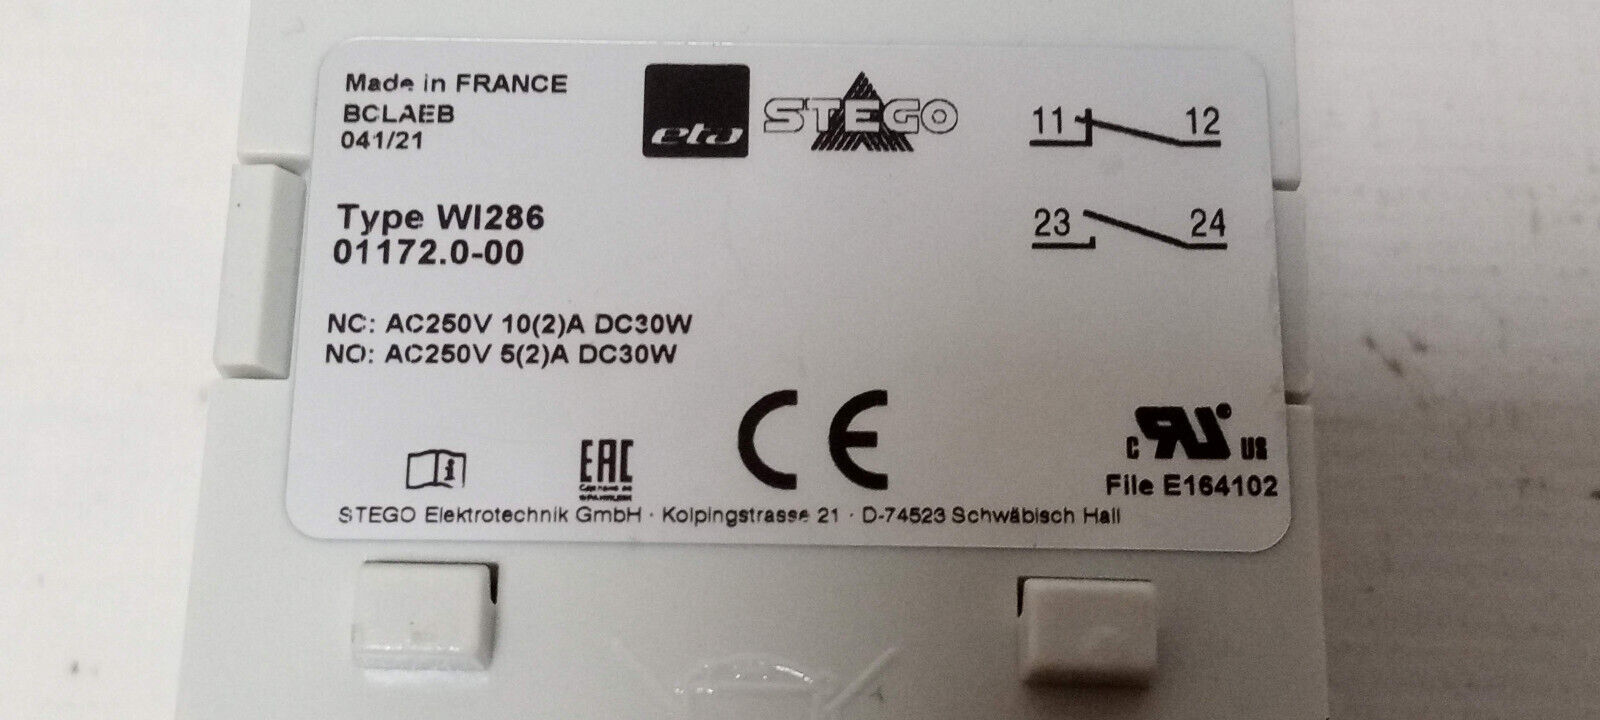 Made in FRANCE
BCLAEB
041/21
eta
STEGO
11 12
Type WI286
01172.0-00
23 24
NC: AC250V 10(2)A DC30W
NO: AC250V 5(2)A DC30W
i
EAC
CE
c RU US
File E164102
STEGO Elektrotechnik GmbH · Kolpingstrasse 21 · D-74523 Schwäbisch Hall